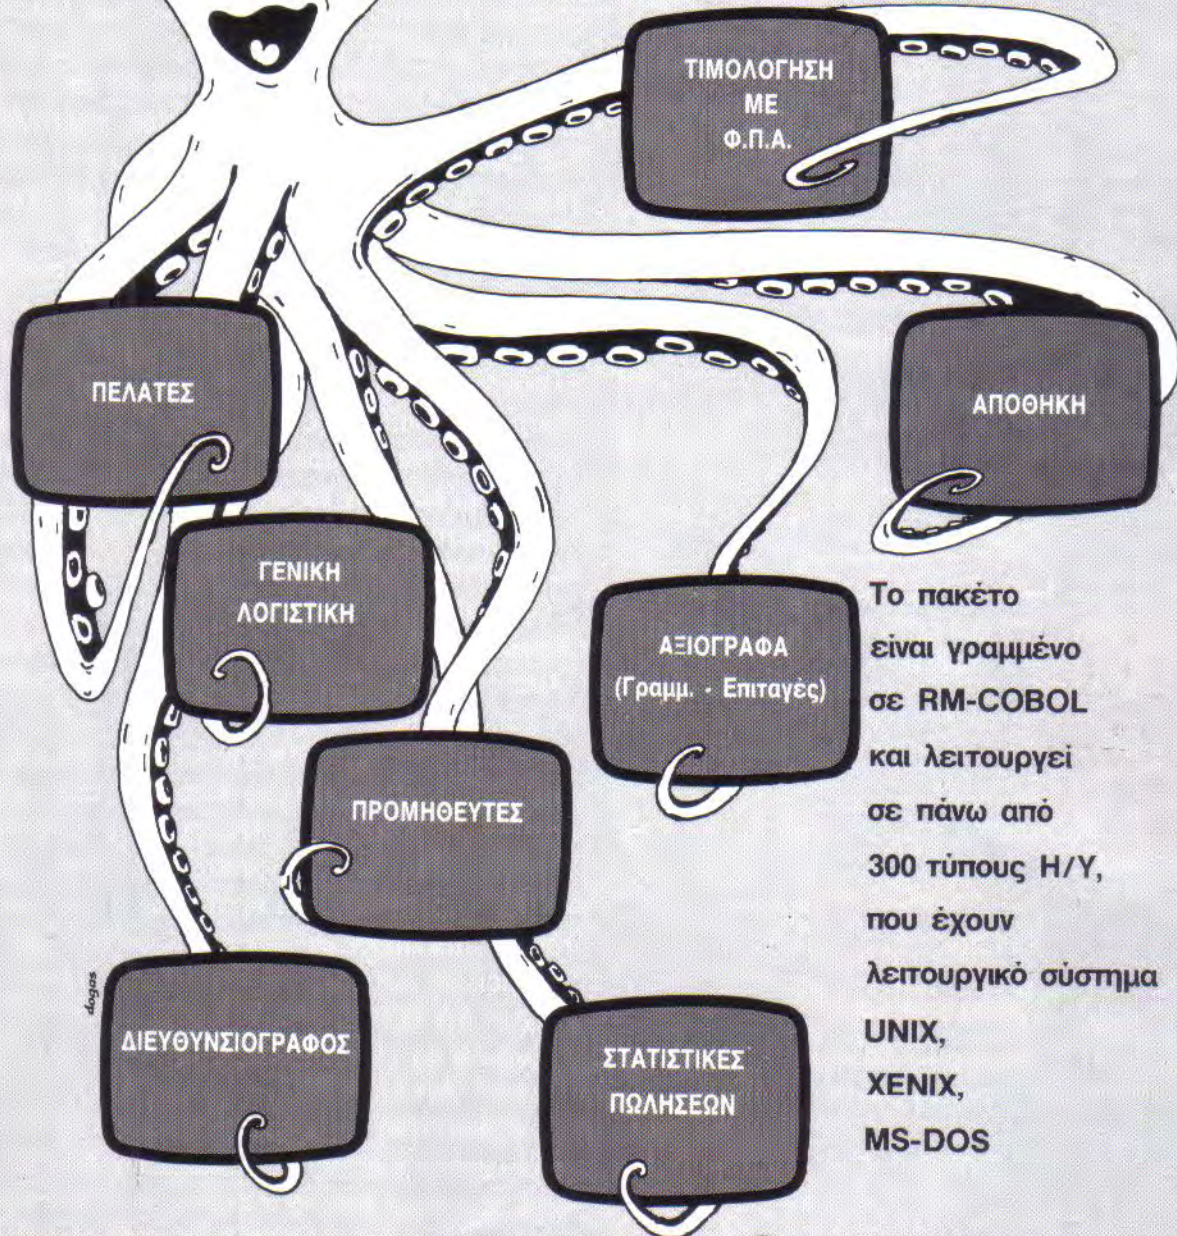 ΤΙΜΟΛΟΓΗΣΗ
ΜΕ
Φ.Π.Α.
ΠΕΛΑΤΕΣ
ΑΠΟΘΗΚΗ
ΓΕΝΙΚΗ
ΛΟΓΙΣΤΙΚΗ
ΑΞΙΟΓΡΑΦΑ
(Γραμμ. - Επιταγές)
ΠΡΟΜΗΘΕΥΤΕΣ
ΔΙΕΥΘΥΝΣΙΟΓΡΑΦΟΣ
ΣΤΑΤΙΣΤΙΚΕΣ
ΠΩΛΗΣΕΩΝ
Το πακέτο
είναι γραμμένο
σε RM-COBOL
και λειτουργεί
σε πάνω από
300 τύπους Η/Υ,
που έχουν
λειτουργικό σύστημα
UNIX,
XENIX,
MS-DOS
dogas